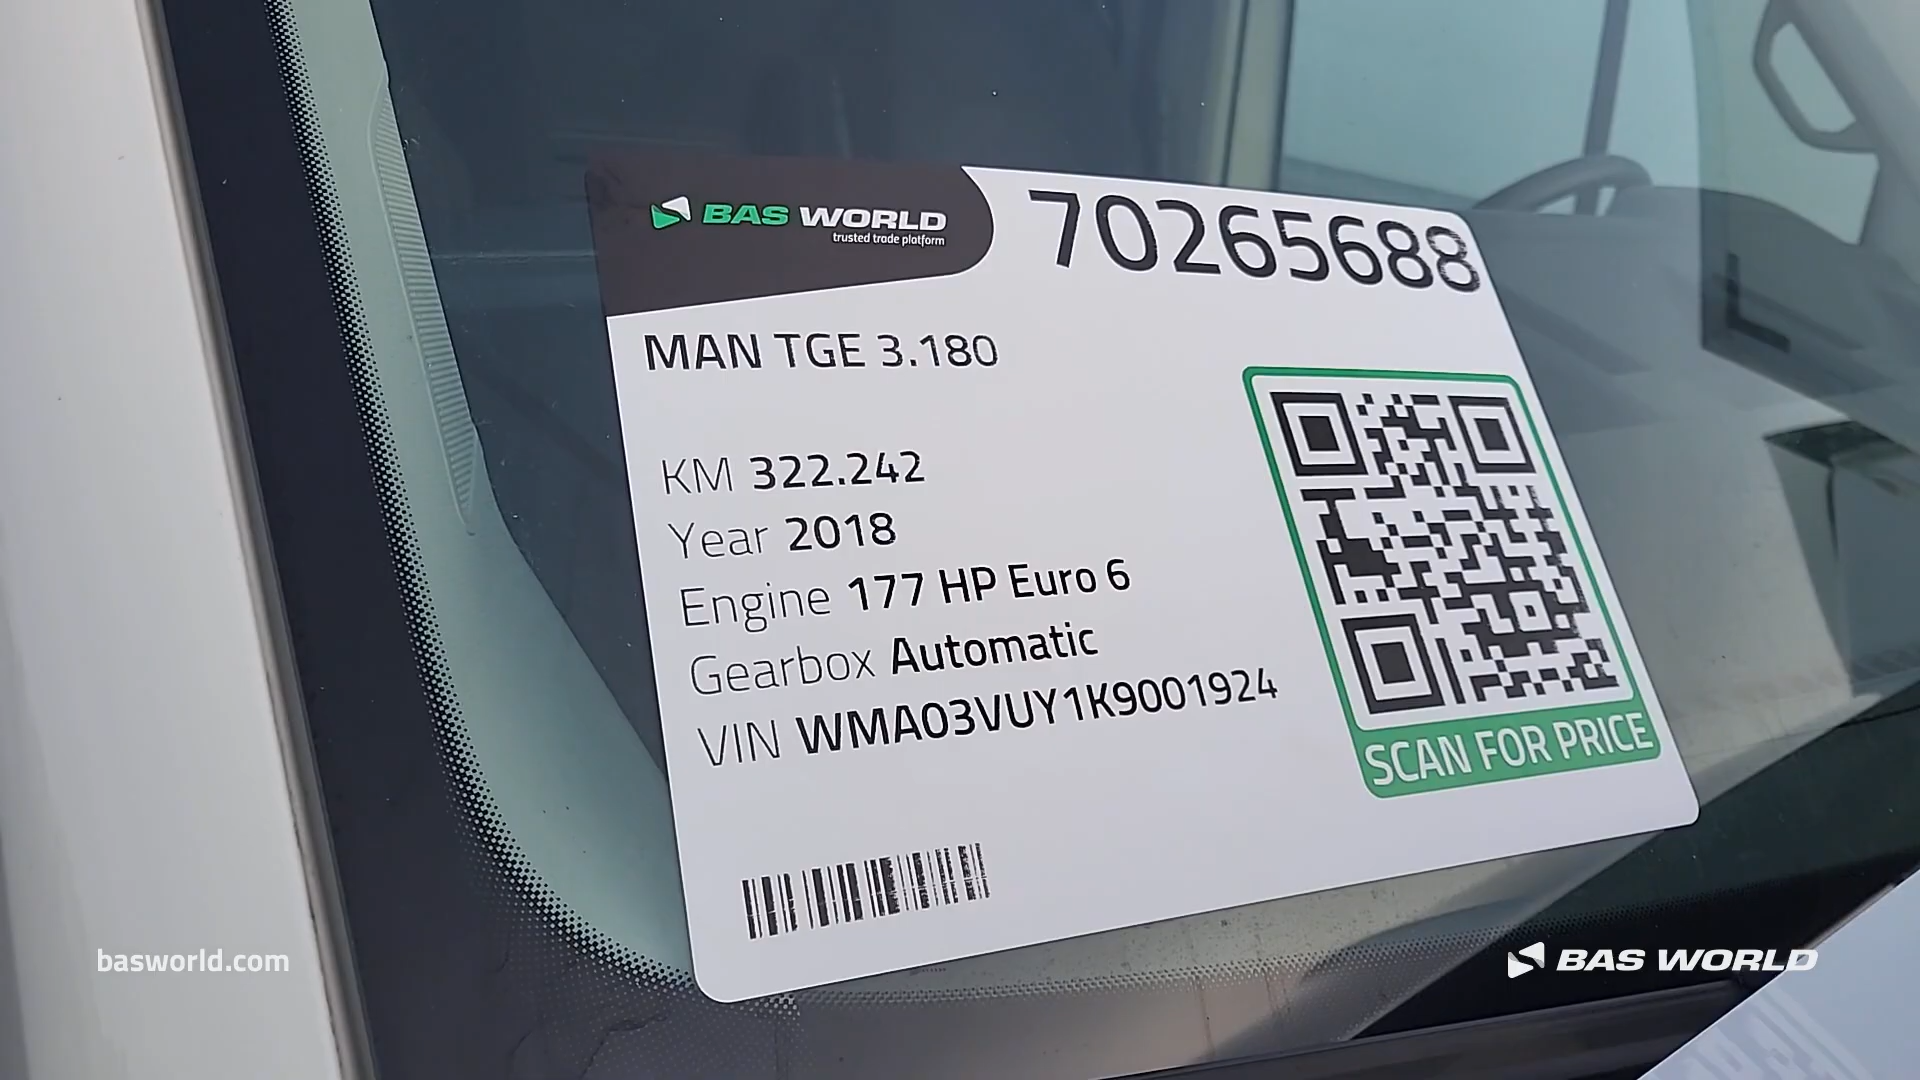 BAS WORLD
trusted trade platform
70265688
MAN TGE 3.180
KM 322.242
Year 2018
Engine 177 HP Euro 6
Gearbox Automatic
VIN WMA03VUY1K9001924
SCAN FOR PRICE
basworld.com
BAS WORLD